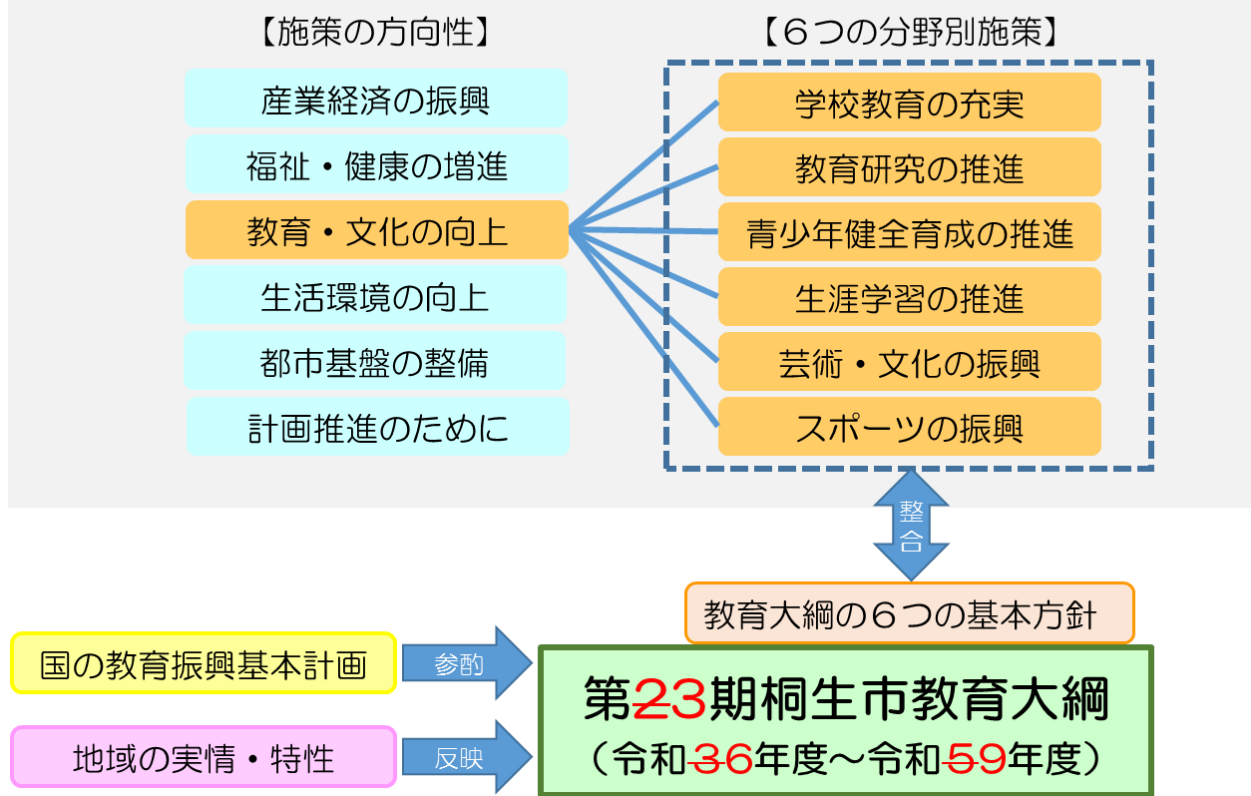 【施策の方向性】
【６つの分野別施策】
産業経済の振興
福祉・健康の増進
教育・文化の向上
生活環境の向上
都市基盤の整備
計画推進のために
学校教育の充実
教育研究の推進
青少年健全育成の推進
生涯学習の推進
芸術・文化の振興
スポーツの振興
整合
教育大綱の６つの基本方針
国の教育振興基本計画
参酌
地域の実情・特性
反映
第23期桐生市教育大綱
（令和36年度～令和59年度）